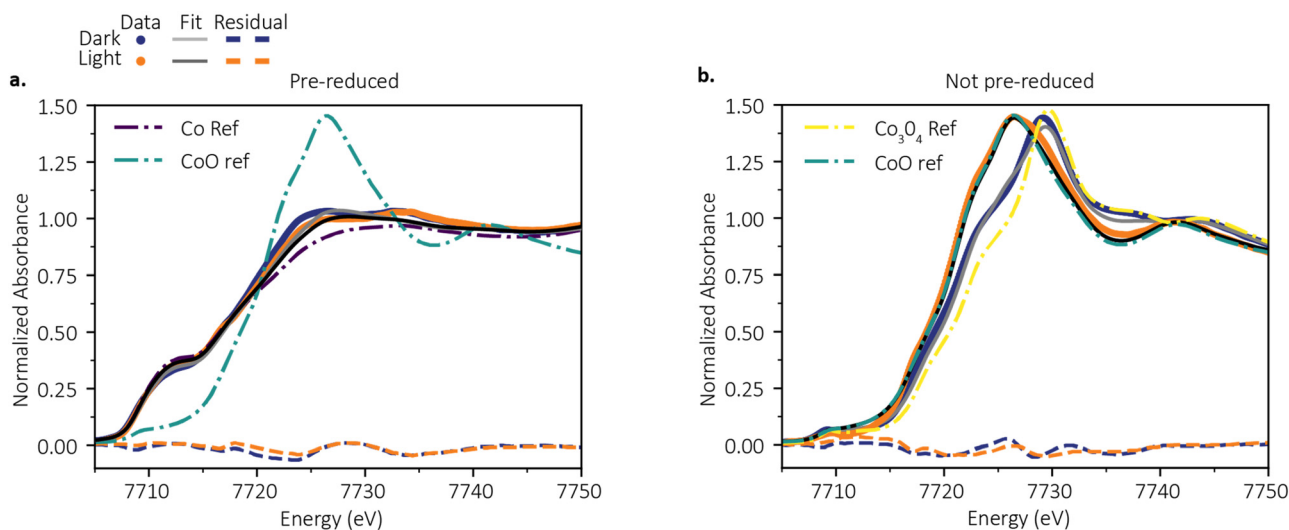 Data Fit Residual
Dark
Light
a.
Pre-reduced
1.50
1.25
1.00
0.75
0.50
0.25
0.00
Normalized Absorbance
Co Ref
CoO ref
7710 7720 7730 7740 7750
Energy (eV)
b.
Not pre-reduced
1.50
1.25
1.00
0.75
0.50
0.25
0.00
Normalized Absorbance
Co₃0₄ Ref
CoO ref
7710 7720 7730 7740 7750
Energy (eV)